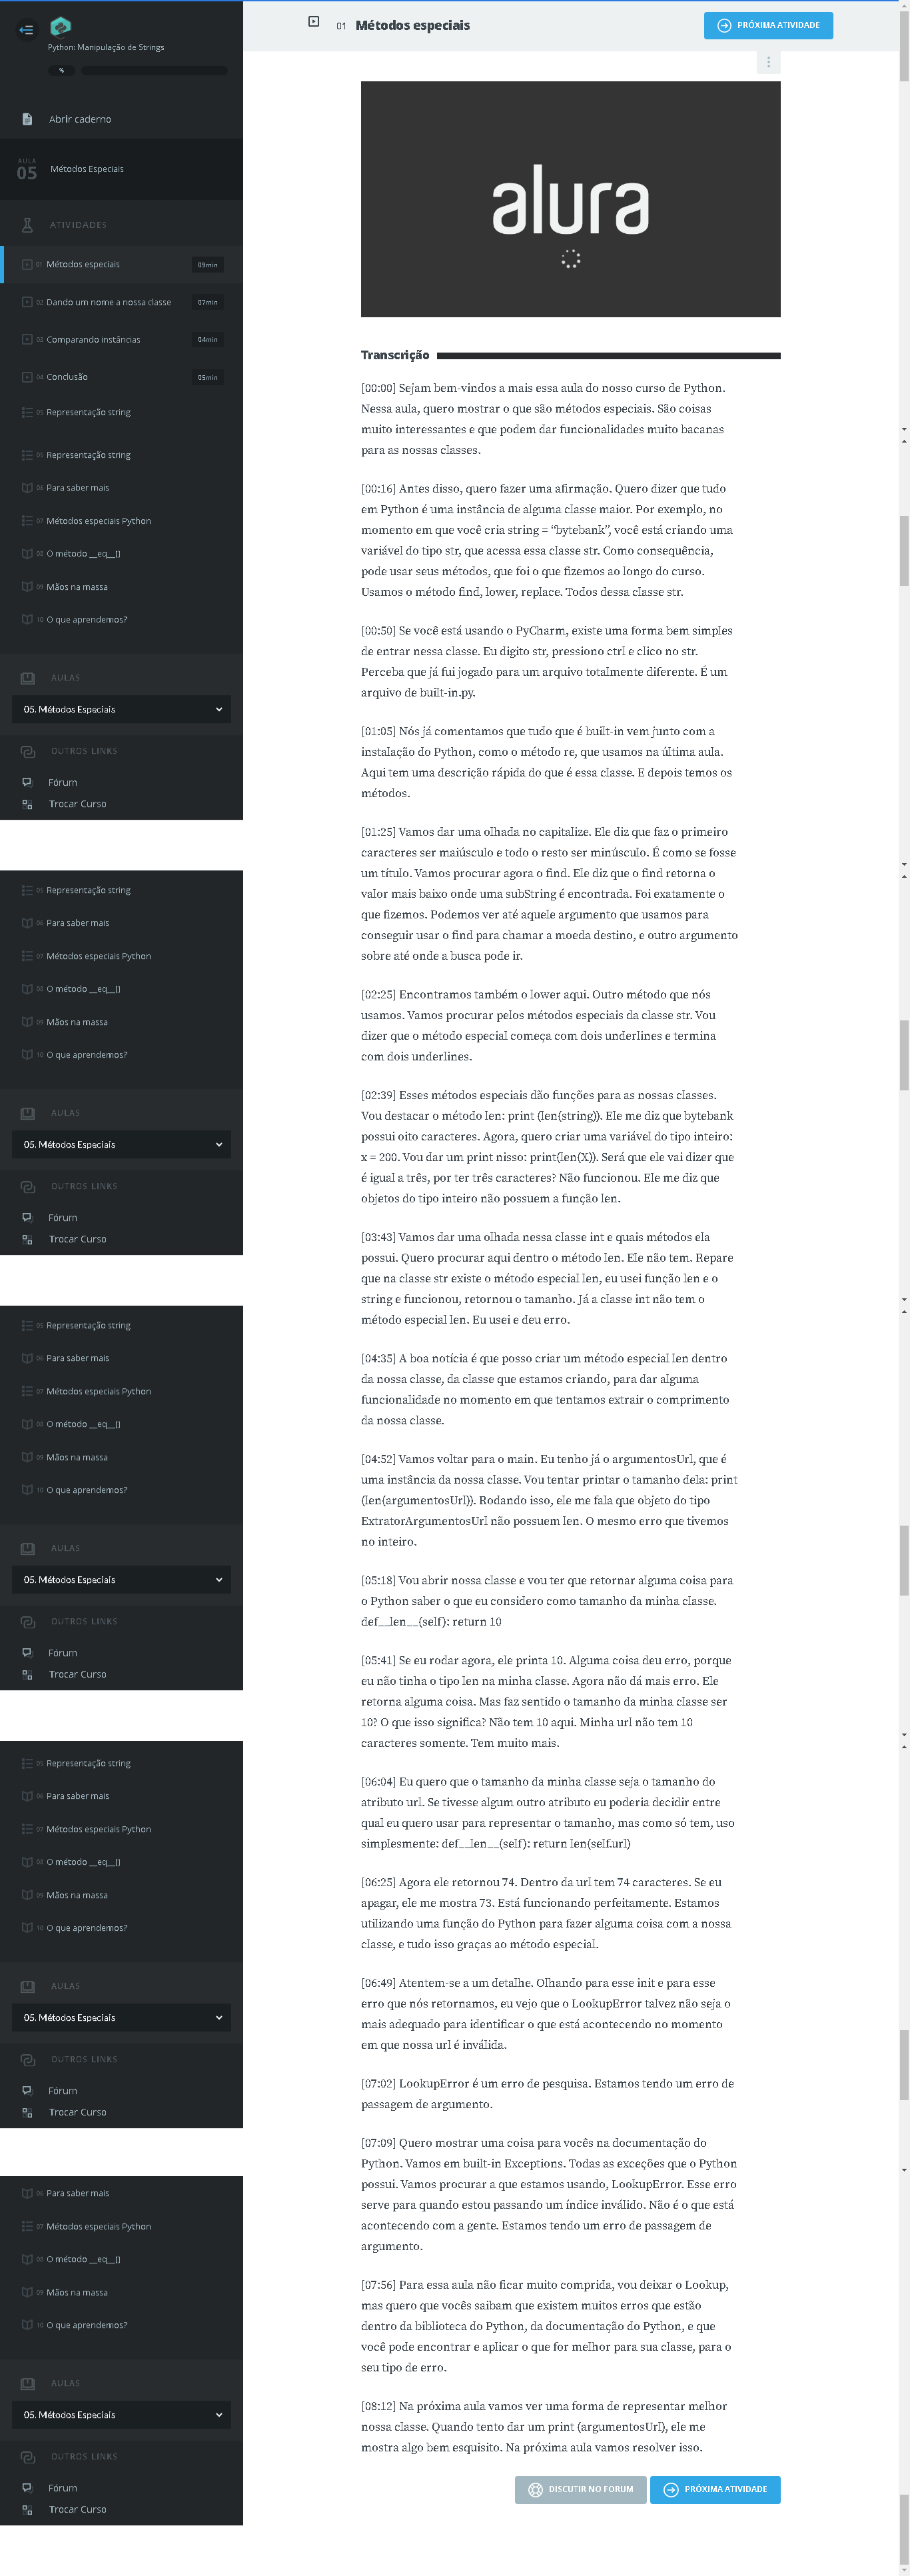 Python: Manipulação de Strings
%
Abrir caderno
AULA
05
Métodos Especiais
ATIVIDADES
01 Métodos especiais 09min
02 Dando um nome a nossa classe 07min
03 Comparando instâncias 04min
04 Conclusão 05min
05 Representação string
05 Representação string
06 Para saber mais
07 Métodos especiais Python
08 O método __eq__()
09 Mãos na massa
10 O que aprendemos?
AULAS
05. Métodos Especiais
OUTROS LINKS
Fórum
Trocar Curso
05 Representação string
06 Para saber mais
07 Métodos especiais Python
08 O método __eq__()
09 Mãos na massa
10 O que aprendemos?
AULAS
05. Métodos Especiais
OUTROS LINKS
Fórum
Trocar Curso
05 Representação string
06 Para saber mais
07 Métodos especiais Python
08 O método __eq__()
09 Mãos na massa
10 O que aprendemos?
AULAS
05. Métodos Especiais
OUTROS LINKS
Fórum
Trocar Curso
05 Representação string
06 Para saber mais
07 Métodos especiais Python
08 O método __eq__()
09 Mãos na massa
10 O que aprendemos?
AULAS
05. Métodos Especiais
OUTROS LINKS
Fórum
Trocar Curso
06 Para saber mais
07 Métodos especiais Python
08 O método __eq__()
09 Mãos na massa
10 O que aprendemos?
AULAS
05. Métodos Especiais
OUTROS LINKS
Fórum
Trocar Curso
01 Métodos especiais
PRÓXIMA ATIVIDADE
alura
Transcrição
[00:00] Sejam bem-vindos a mais essa aula do nosso curso de Python.
Nessa aula, quero mostrar o que são métodos especiais. São coisas
muito interessantes e que podem dar funcionalidades muito bacanas
para as nossas classes.
[00:16] Antes disso, quero fazer uma afirmação. Quero dizer que tudo
em Python é uma instância de alguma classe maior. Por exemplo, no
momento em que você cria string = “bytebank”, você está criando uma
variável do tipo str, que acessa essa classe str. Como consequência,
pode usar seus métodos, que foi o que fizemos ao longo do curso.
Usamos o método find, lower, replace. Todos dessa classe str.
[00:50] Se você está usando o PyCharm, existe uma forma bem simples
de entrar nessa classe. Eu digito str, pressiono ctrl e clico no str.
Perceba que já fui jogado para um arquivo totalmente diferente. É um
arquivo de built-in.py.
[01:05] Nós já comentamos que tudo que é built-in vem junto com a
instalação do Python, como o método re, que usamos na última aula.
Aqui tem uma descrição rápida do que é essa classe. E depois temos os
métodos.
[01:25] Vamos dar uma olhada no capitalize. Ele diz que faz o primeiro
caracteres ser maiúsculo e todo o resto ser minúsculo. É como se fosse
um título. Vamos procurar agora o find. Ele diz que o find retorna o
valor mais baixo onde uma subString é encontrada. Foi exatamente o
que fizemos. Podemos ver até aquele argumento que usamos para
conseguir usar o find para chamar a moeda destino, e outro argumento
sobre até onde a busca pode ir.
[02:25] Encontramos também o lower aqui. Outro método que nós
usamos. Vamos procurar pelos métodos especiais da classe str. Vou
dizer que o método especial começa com dois underlines e termina
com dois underlines.
[02:39] Esses métodos especiais dão funções para as nossas classes.
Vou destacar o método len: print (len(string)). Ele me diz que bytebank
possui oito caracteres. Agora, quero criar uma variável do tipo inteiro:
x = 200. Vou dar um print nisso: print(len(X)). Será que ele vai dizer que
é igual a três, por ter três caracteres? Não funcionou. Ele me diz que
objetos do tipo inteiro não possuem a função len.
[03:43] Vamos dar uma olhada nessa classe int e quais métodos ela
possui. Quero procurar aqui dentro o método len. Ele não tem. Repare
que na classe str existe o método especial len, eu usei função len e o
string e funcionou, retornou o tamanho. Já a classe int não tem o
método especial len. Eu usei e deu erro.
[04:35] A boa notícia é que posso criar um método especial len dentro
da nossa classe, da classe que estamos criando, para dar alguma
funcionalidade no momento em que tentamos extrair o comprimento
da nossa classe.
[04:52] Vamos voltar para o main. Eu tenho já o argumentosUrl, que é
uma instância da nossa classe. Vou tentar printar o tamanho dela: print
(len(argumentosUrl)). Rodando isso, ele me fala que objeto do tipo
ExtratorArgumentosUrl não possuem len. O mesmo erro que tivemos
no inteiro.
[05:18] Vou abrir nossa classe e vou ter que retornar alguma coisa para
o Python saber o que eu considero como tamanho da minha classe.
def__len__(self): return 10
[05:41] Se eu rodar agora, ele printa 10. Alguma coisa deu erro, porque
eu não tinha o tipo len na minha classe. Agora não dá mais erro. Ele
retorna alguma coisa. Mas faz sentido o tamanho da minha classe ser
10? O que isso significa? Não tem 10 aqui. Minha url não tem 10
caracteres somente. Tem muito mais.
[06:04] Eu quero que o tamanho da minha classe seja o tamanho do
atributo url. Se tivesse algum outro atributo eu poderia decidir entre
qual eu quero usar para representar o tamanho, mas como só tem, uso
simplesmente: def__len__(self): return len(self.url)
[06:25] Agora ele retornou 74. Dentro da url tem 74 caracteres. Se eu
apagar, ele me mostra 73. Está funcionando perfeitamente. Estamos
utilizando uma função do Python para fazer alguma coisa com a nossa
classe, e tudo isso graças ao método especial.
[06:49] Atentem-se a um detalhe. Olhando para esse init e para esse
erro que nós retornamos, eu vejo que o LookupError talvez não seja o
mais adequado para identificar o que está acontecendo no momento
em que nossa url é inválida.
[07:02] LookupError é um erro de pesquisa. Estamos tendo um erro de
passagem de argumento.
[07:09] Quero mostrar uma coisa para vocês na documentação do
Python. Vamos em built-in Exceptions. Todas as exceções que o Python
possui. Vamos procurar a que estamos usando, LookupError. Esse erro
serve para quando estou passando um índice inválido. Não é o que está
acontecendo com a gente. Estamos tendo um erro de passagem de
argumento.
[07:56] Para essa aula não ficar muito comprida, vou deixar o Lookup,
mas quero que vocês saibam que existem muitos erros que estão
dentro da biblioteca do Python, da documentação do Python, e que
você pode encontrar e aplicar o que for melhor para sua classe, para o
seu tipo de erro.
[08:12] Na próxima aula vamos ver uma forma de representar melhor
nossa classe. Quando tento dar um print (argumentosUrl), ele me
mostra algo bem esquisito. Na próxima aula vamos resolver isso.
DISCUTIR NO FORUM
PRÓXIMA ATIVIDADE